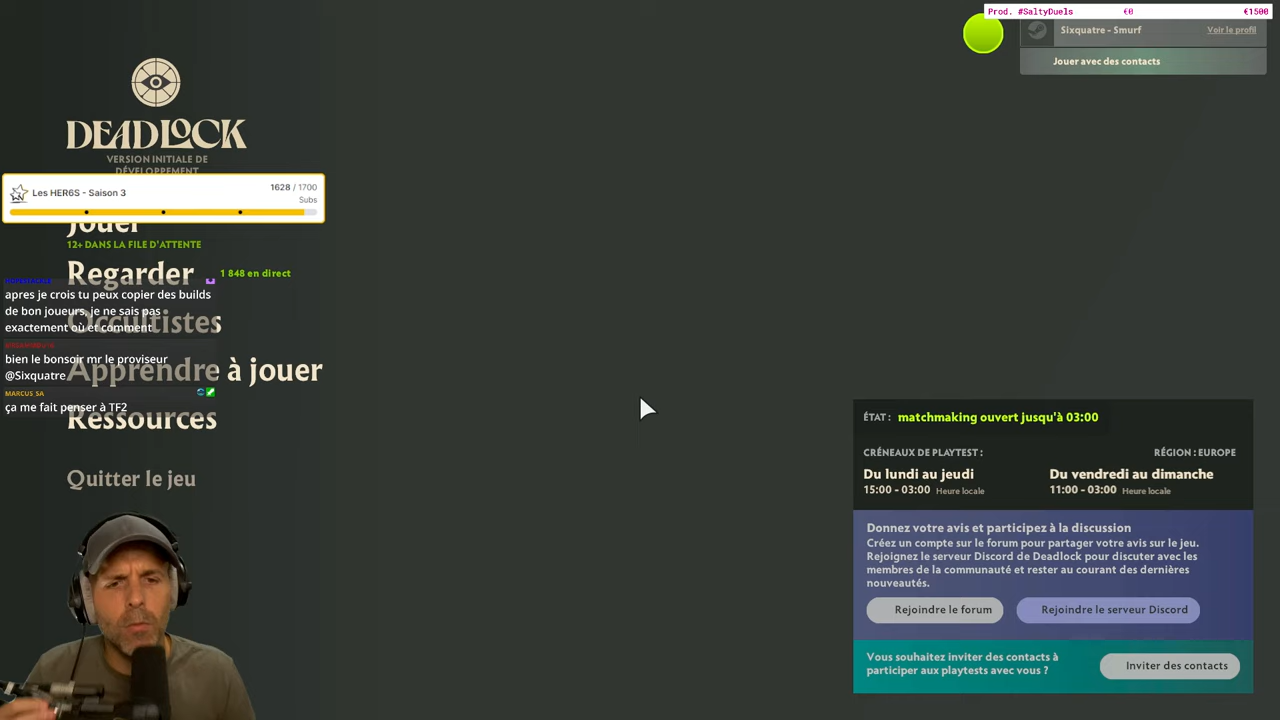 Prod. #SaltyDuels €0 €1500
Sixquatre - Smurf Voir le profil
Jouer avec des contacts
DEADLOCK
VERSION INITIALE DE
DÉVELOPPEMENT
Les HER6S - Saison 3 1628 / 1700
Subs
Jouer
12+ DANS LA FILE D'ATTENTE
Regarder 1 848 en direct
apres je crois tu peux copier des builds
de bon joueurs, je ne sais pas
exactement où et comment
Occultistes
bien le bonsoir mr le proviseur
@Sixquatre
Apprendre à jouer
MARCUS SA
ça me fait penser à TF2
Ressources
Quitter le jeu
ÉTAT : matchmaking ouvert jusqu'à 03:00
CRÉNEAUX DE PLAYTEST : RÉGION : EUROPE
Du lundi au jeudi Du vendredi au dimanche
15:00 - 03:00 Heure locale 11:00 - 03:00 Heure locale
Donnez votre avis et participez à la discussion
Créez un compte sur le forum pour partager votre avis sur le jeu.
Rejoignez le serveur Discord de Deadlock pour discuter avec les
membres de la communauté et rester au courant des dernières
nouveautés.
Rejoindre le forum Rejoindre le serveur Discord
Vous souhaitez inviter des contacts à
participer aux playtests avec vous ?
Inviter des contacts